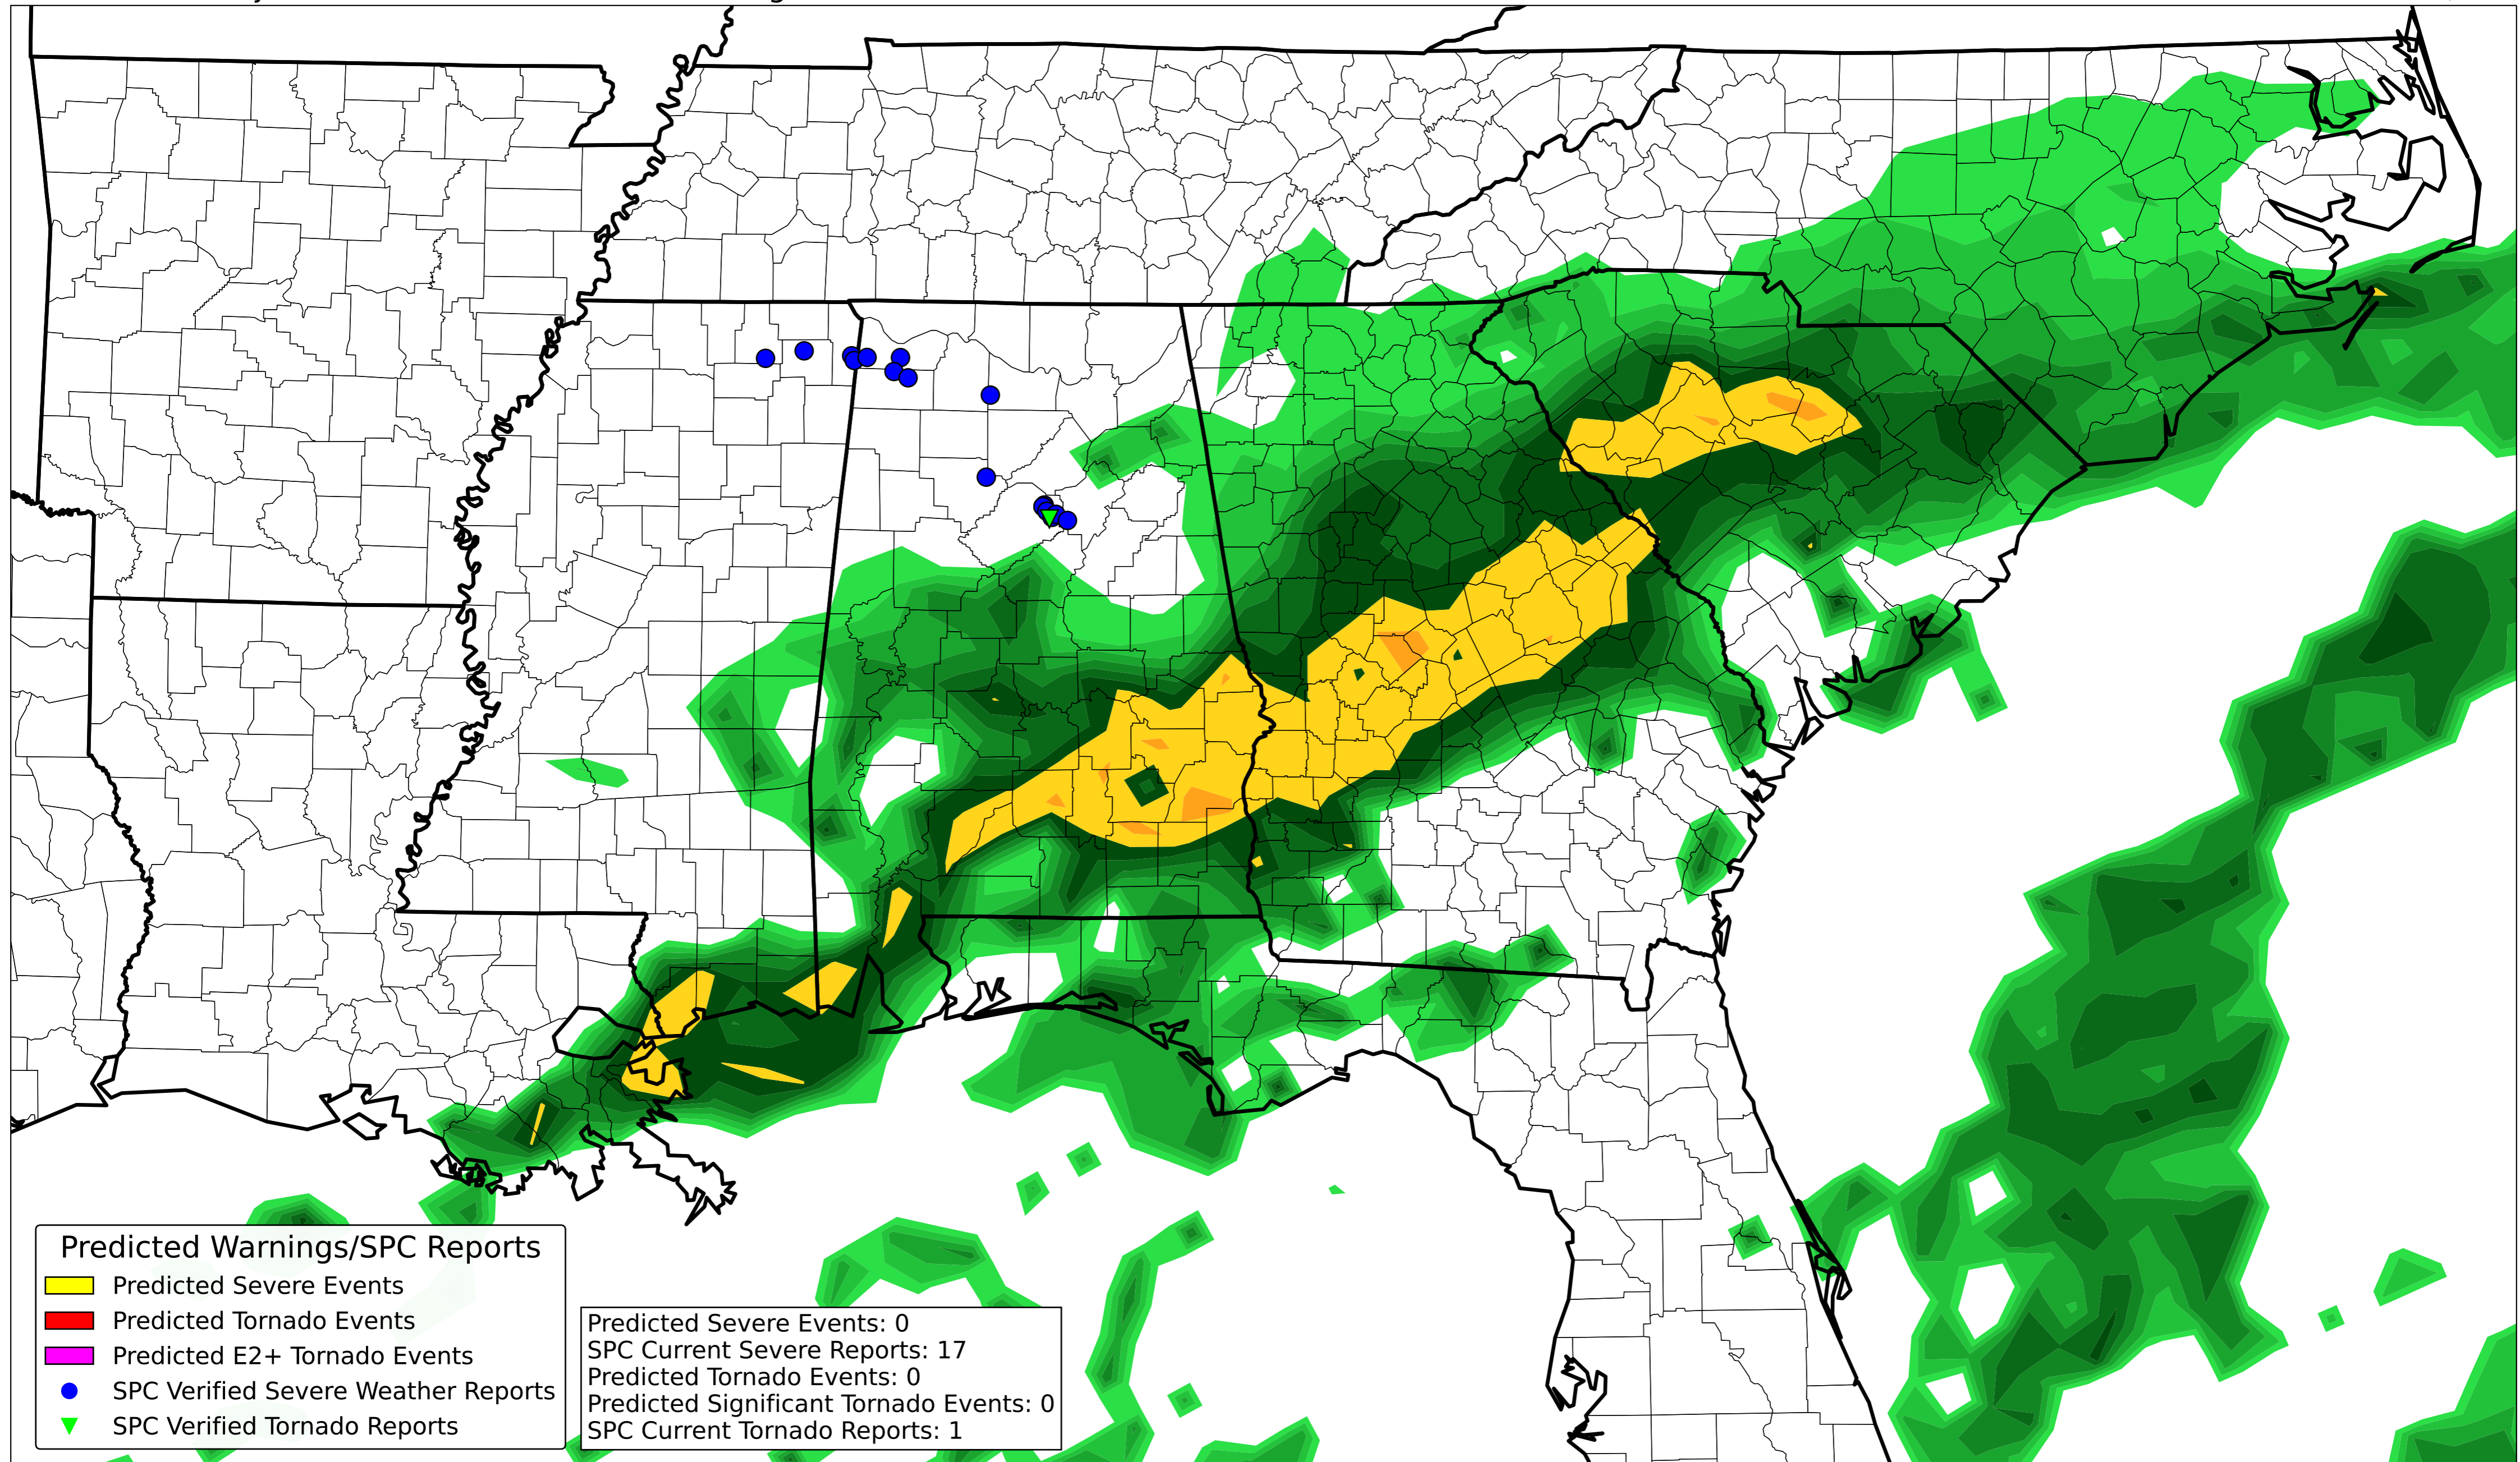 Predicted Warnings/SPC Reports
Predicted Severe Events
Predicted Tornado Events
Predicted E2+ Tornado Events
SPC Verified Severe Weather Reports
SPC Verified Tornado Reports
Predicted Severe Events: 0
SPC Current Severe Reports: 17
Predicted Tornado Events: 0
Predicted Significant Tornado Events: 0
SPC Current Tornado Reports: 1